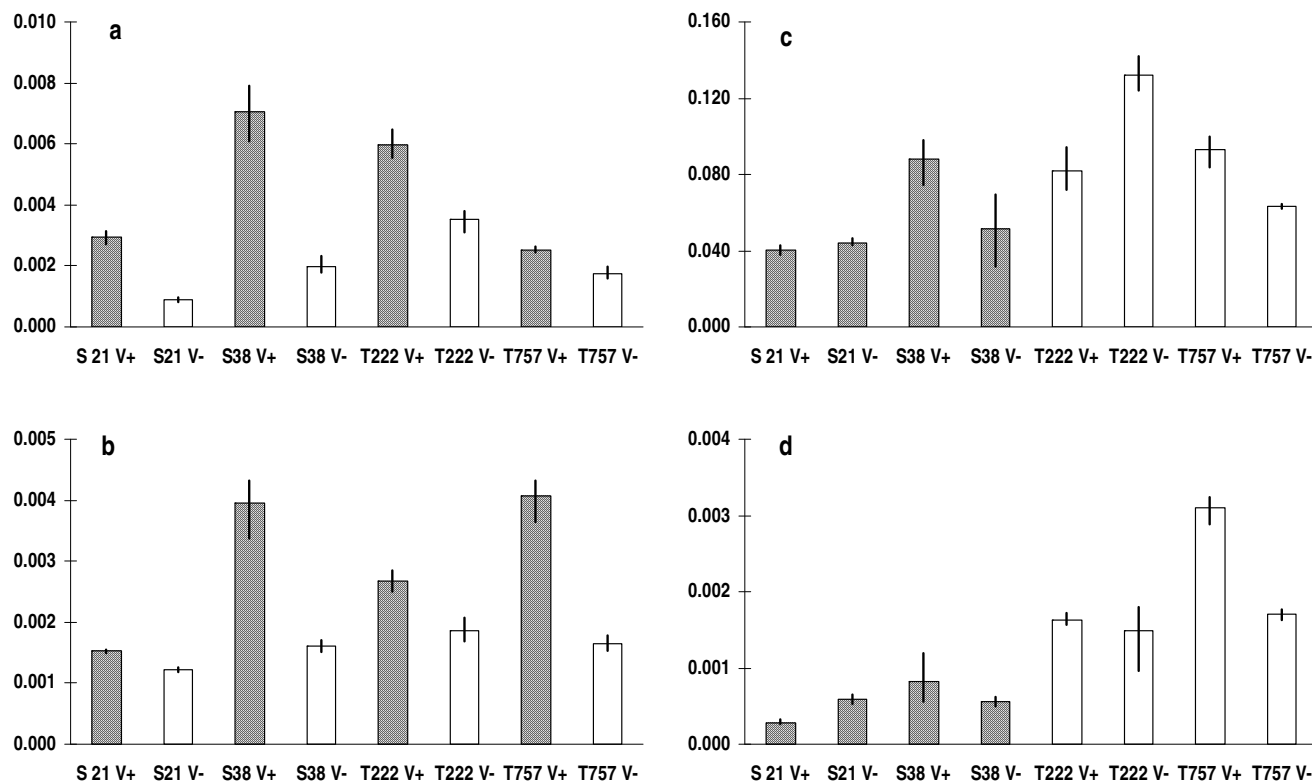 a
0.010
0.008
0.006
0.004
0.002
0.000
S 21 V+ S21 V- S38 V+ S38 V- T222 V+ T222 V- T757 V+ T757 V-
c
0.160
0.120
0.080
0.040
0.000
S 21 V+ S21 V- S38 V+ S38 V- T222 V+ T222 V- T757 V+ T757 V-
b
0.005
0.004
0.003
0.002
0.001
0.000
S 21 V+ S21 V- S38 V+ S38 V- T222 V+ T222 V- T757 V+ T757 V-
d
0.004
0.003
0.002
0.001
0.000
S 21 V+ S21 V- S38 V+ S38 V- T222 V+ T222 V- T757 V+ T757 V-